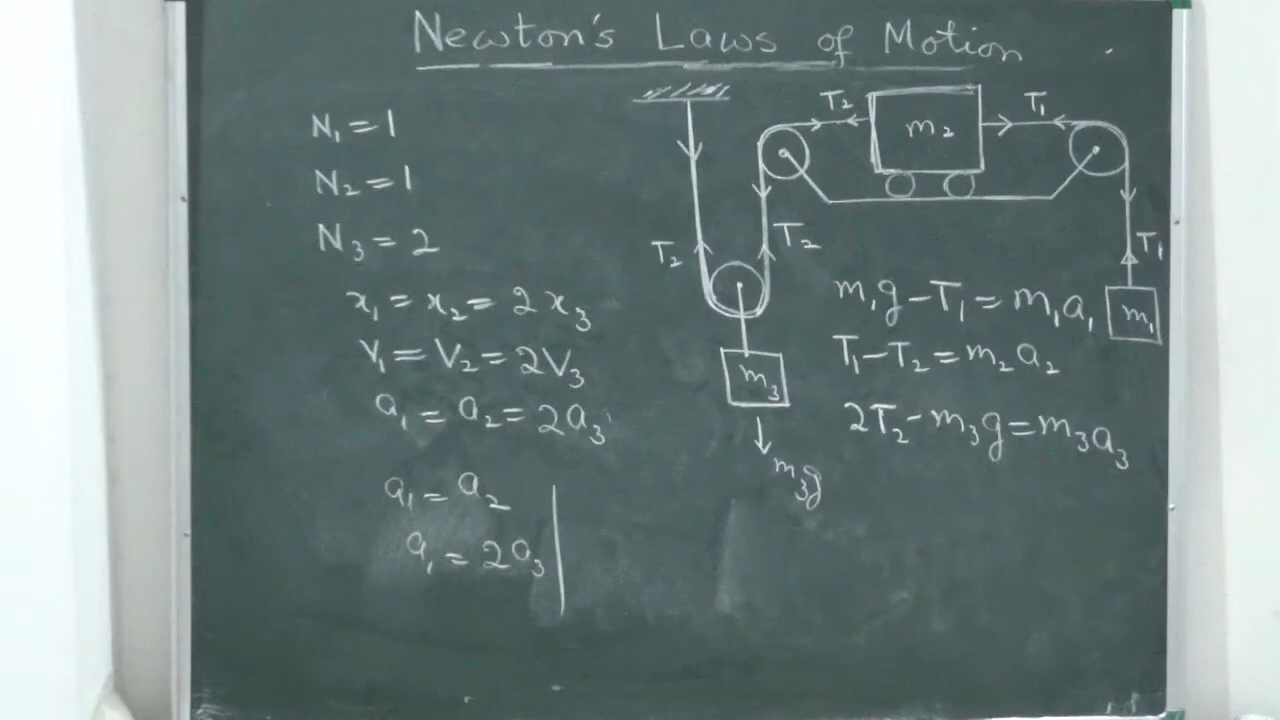 Newton's Laws of Motion
N₁ = 1
N₂ = 1
N₃ = 2
x₁ = x₂ = 2x₃
V₁ = V₂ = 2V₃
a₁ = a₂ = 2a₃
a₁ = a₂
a₁ = 2a₃
T₂
m₂
T₁
T₂
T₂
T₁
m₁
m₃
m₃g
m₁g - T₁ = m₁a₁
T₁ - T₂ = m₂a₂
2T₂ - m₃g = m₃a₃